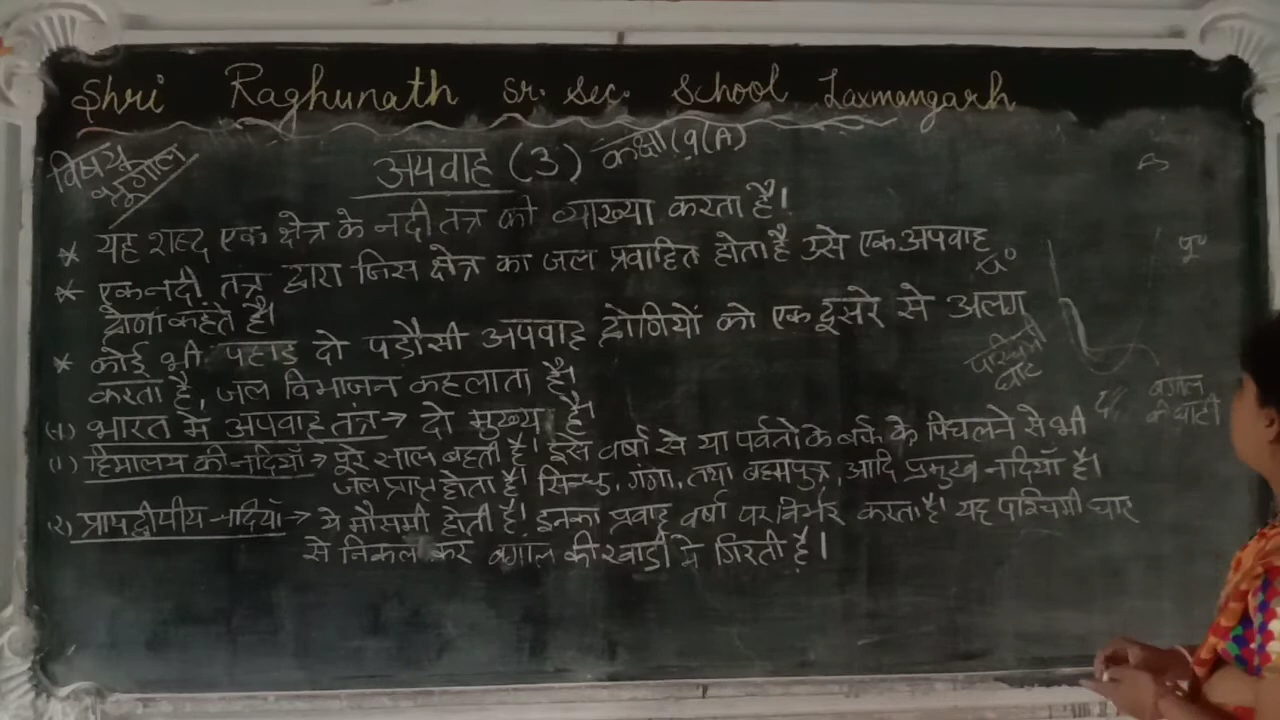 Shri Raghunath Sr. Sec. School Laxmangarh
विषय
भूगोल
अपवाह (3) कक्षा (9(A)
* यह शब्द एक क्षेत्र के नदी तंत्र को व्याख्या करता है।
* एक नदी तंत्र द्वारा जिस क्षेत्र का जल प्रवाहित होता है उसे एक अपवाह
द्रोणी कहते है।
* कोई भी पहाड़ दो पडौसी अपवाह द्रोणियों को एक दूसरे से अलग
करता है, जल विभाजन कहलाता है।
भारत में अपवाह तंत्र → दो मुख्य है।
(1) हिमालय की नदियाँ → पूरे साल बहती है। इसे वर्षा से या पर्वतो के बर्फ के पिघलने से भी
जल प्राप्त होता है। सिन्धु, गंगा, तथा ब्रह्मपुत्र, आदि प्रमुख नदियाँ है।
(२) प्रायद्वीपीय नदियाँ → ये मौसमी होती है। इनका प्रवाह वर्षा पर निर्भर करता है। यह पश्चिमी घाट
से निकल कर बंगाल की खाडी में गिरती है।
प॰
पू॰
पश्चिमी
घाट
बंगाल
की घाटी